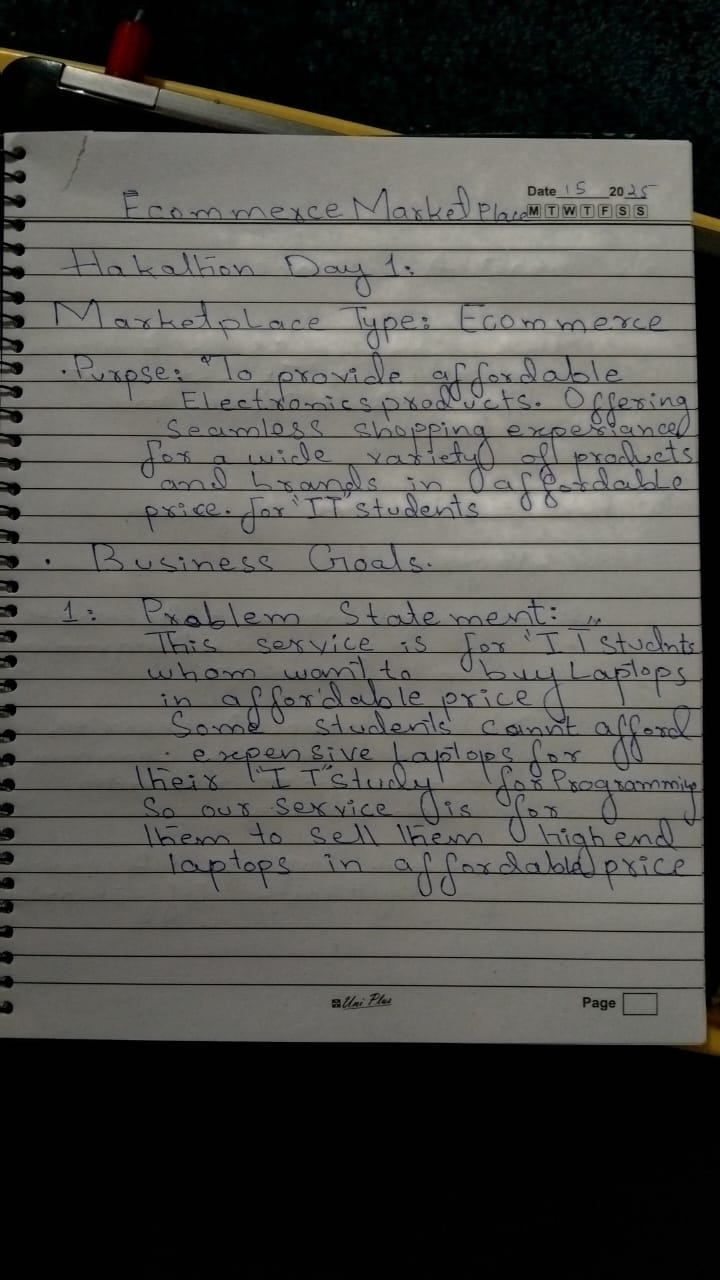 Date 15 2025
Ecommerce Market Place M T W T F S S
Hakalthon Day 1:
Marketplace Type: Ecommerce
. Purpse: "To provide affordable
Electronics products. Offering
Seamless shopping experiance
for a wide variety of products
and brands in affordable
price. for "IT" students
. Business Goals.
1: Problem Statement:
This service is for "IT" Studnts
whom want to buy Laptops
in affordable price
Some students cannt afford
expensive Laptops for
their "IT" study for Programming
So our service is for
them to sell them high end
laptops in affordable price
Uni Plus
Page